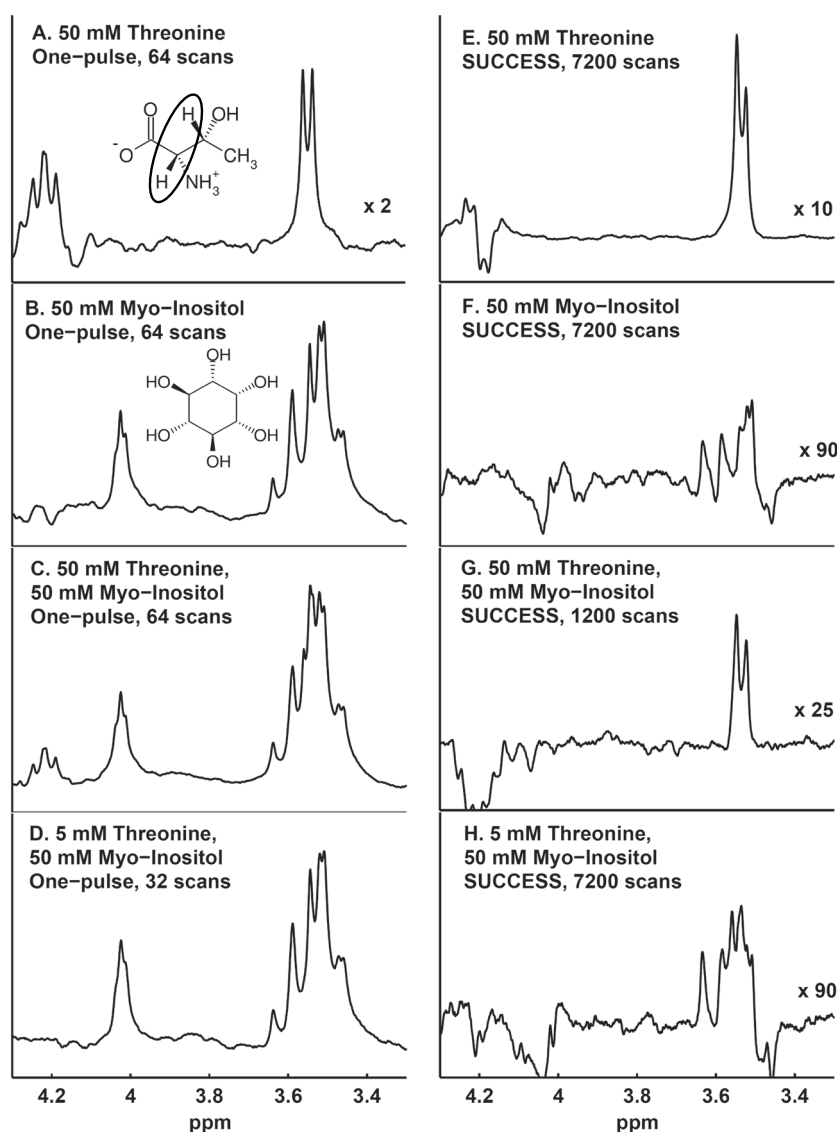 A. 50 mM Threonine
One−pulse, 64 scans
O
H
OH
-
O
CH3
H
NH3+
x 2
B. 50 mM Myo−Inositol
One−pulse, 64 scans
OH
HO
OH
HO
OH
OH
C. 50 mM Threonine,
50 mM Myo−Inositol
One−pulse, 64 scans
D. 5 mM Threonine,
50 mM Myo−Inositol
One−pulse, 32 scans
4.2 4 3.8 3.6 3.4
ppm
E. 50 mM Threonine
SUCCESS, 7200 scans
x 10
F. 50 mM Myo−Inositol
SUCCESS, 7200 scans
x 90
G. 50 mM Threonine,
50 mM Myo−Inositol
SUCCESS, 1200 scans
x 25
H. 5 mM Threonine,
50 mM Myo−Inositol
SUCCESS, 7200 scans
x 90
4.2 4 3.8 3.6 3.4
ppm